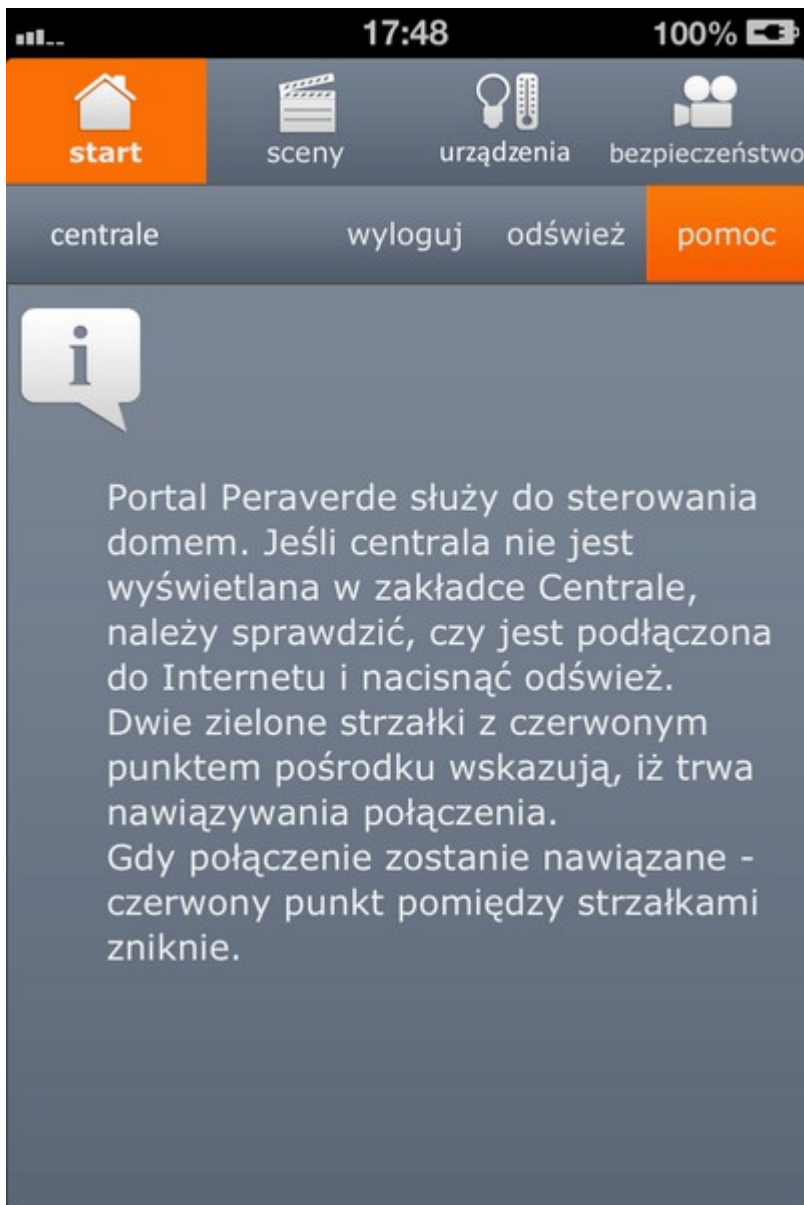 17:48 100%
start sceny urządzenia bezpieczeństwo
centrale wyloguj odśwież pomoc
i
Portal Peraverde służy do sterowania
domem. Jeśli centrala nie jest
wyświetlana w zakładce Centrale,
należy sprawdzić, czy jest podłączona
do Internetu i nacisnąć odśwież.
Dwie zielone strzałki z czerwonym
punktem pośrodku wskazują, iż trwa
nawiązywania połączenia.
Gdy połączenie zostanie nawiązane -
czerwony punkt pomiędzy strzałkami
zniknie.